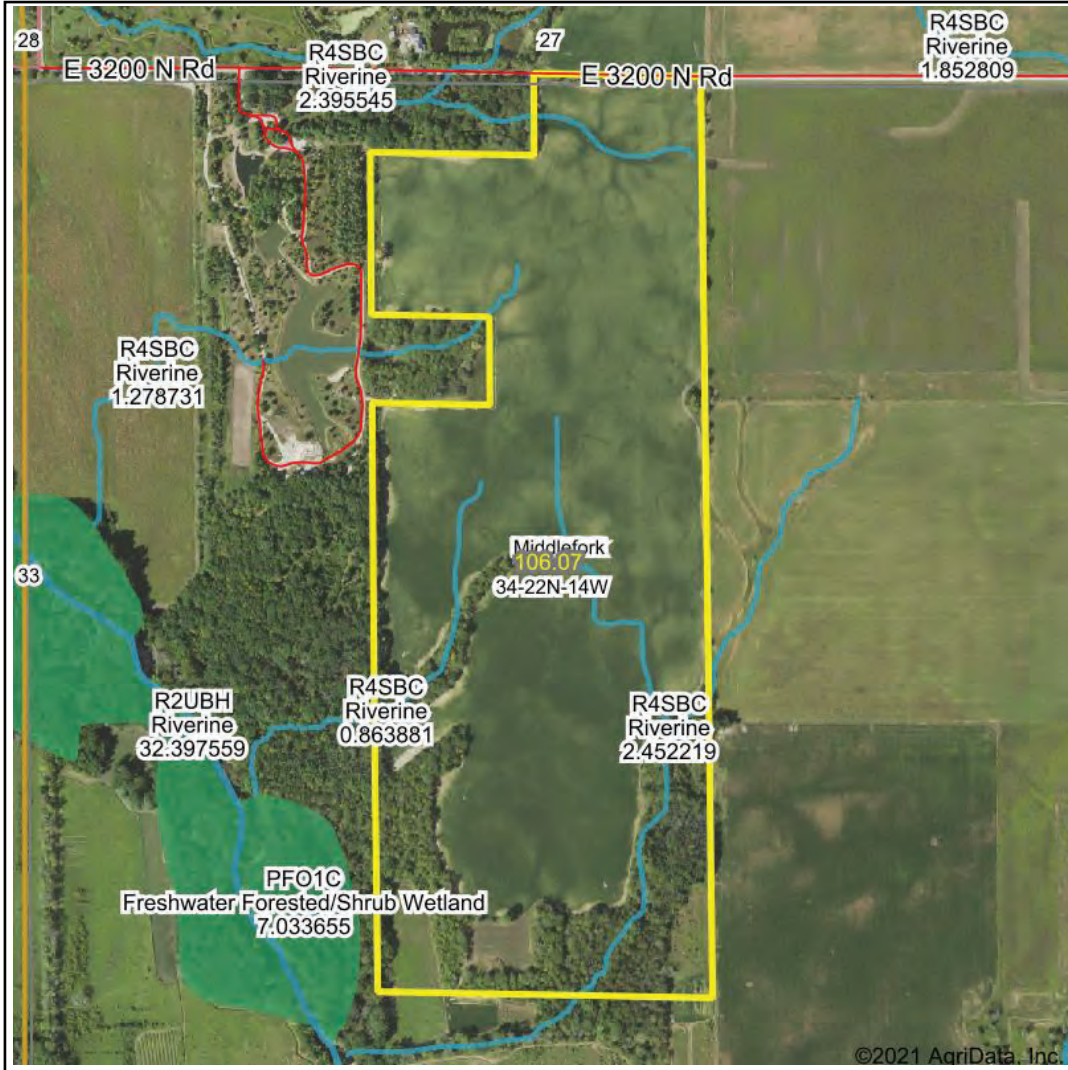 28
27
R4SBC
Riverine
1.852809
R4SBC
Riverine
2.395545
E 3200 N Rd
E 3200 N Rd
R4SBC
Riverine
1.278731
Middlefork
106.07
34-22N-14W
33
R2UBH
Riverine
32.397559
R4SBC
Riverine
0.863881
R4SBC
Riverine
2.452219
PFO1C
Freshwater Forested/Shrub Wetland
7.033655
©2021 AgriData, Inc.